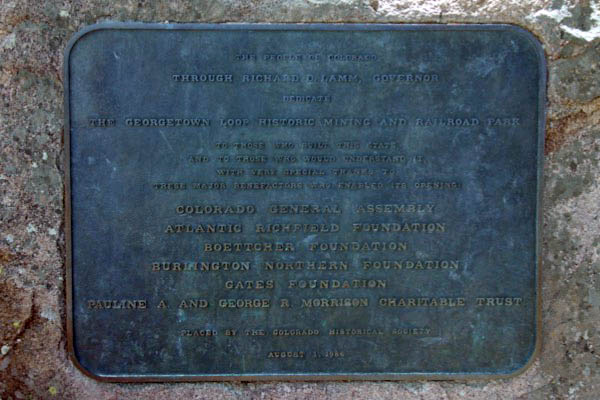 THE PEOPLE OF COLORADO
THROUGH RICHARD D. LAMM, GOVERNOR
DEDICATE
THE GEORGETOWN LOOP HISTORIC MINING AND RAILROAD PARK
TO THOSE WHO BUILT THIS STATE
AND TO THOSE WHO WOULD UNDERSTAND IT,
WITH VERY SPECIAL THANKS TO
THESE MAJOR BENEFACTORS WHO ENABLED ITS OPENING:
COLORADO GENERAL ASSEMBLY
ATLANTIC RICHFIELD FOUNDATION
BOETTCHER FOUNDATION
BURLINGTON NORTHERN FOUNDATION
GATES FOUNDATION
PAULINE A. AND GEORGE R. MORRISON CHARITABLE TRUST
PLACED BY THE COLORADO HISTORICAL SOCIETY
AUGUST 1,